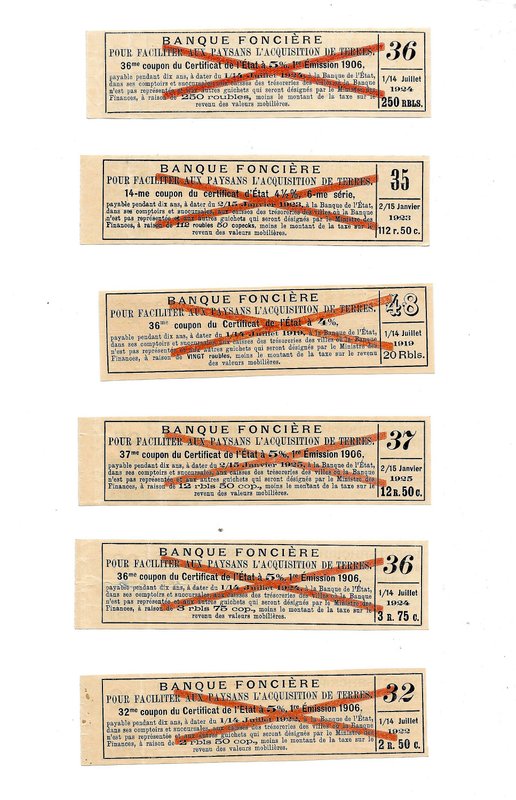 BANQUE FONCIÈRE
POUR FACILITER AUX PAYSANS L'ACQUISITION DE TERRES.
36me coupon du Certificat de l'État à 5%, 1re Émission 1906,
payable pendant dix ans, à dater du 1/14 Juillet 1924, à la Banque de l'État,
dans ses comptoirs et succursales, aux caisses des trésoreries des villes où la Banque
n'est pas représentée et aux autres guichets qui seront désignés par le Ministre des
Finances, à raison de 250 roubles, moins le montant de la taxe sur le
revenu des valeurs mobilières.
36
1/14 Juillet
1924
250 RBLS.
BANQUE FONCIÈRE
POUR FACILITER AUX PAYSANS L'ACQUISITION DE TERRES.
14-me coupon du certificat d'État 4½%, 6-me série,
payable pendant dix ans, à dater du 2/15 Janvier 1923, à la Banque de l'État,
dans ses comptoirs et succursales, aux caisses des trésoreries des villes où la Banque
n'est pas représentée et aux autres guichets qui seront désignés par le Ministre des
Finances, à raison de 112 roubles 50 copecks, moins le montant de la taxe sur le
revenu des valeurs mobilières.
35
2/15 Janvier
1923
112 r. 50 c.
BANQUE FONCIÈRE
POUR FACILITER AUX PAYSANS L'ACQUISITION DE TERRES.
36me coupon du Certificat de l'État à 4%,
payable pendant dix ans, à dater du 1/14 Juillet 1919, à la Banque de l'État,
dans ses comptoirs et succursales, aux caisses des trésoreries des villes où la Banque
n'est pas représentée et aux autres guichets qui seront désignés par le Ministre des
Finances, à raison de VINGT roubles, moins le montant de la taxe sur le revenu
des valeurs mobilières.
48
1/14 Juillet
1919
20 Rbls.
BANQUE FONCIÈRE
POUR FACILITER AUX PAYSANS L'ACQUISITION DE TERRES.
37me coupon du Certificat de l'État à 5%, 1re Émission 1906,
payable pendant dix ans, à dater du 2/15 Janvier 1925, à la Banque de l'État,
dans ses comptoirs et succursales, aux caisses des trésoreries des villes où la Banque
n'est pas représentée et aux autres guichets qui seront désignés par le Ministre des
Finances, à raison de 12 rbls 50 cop., moins le montant de la taxe sur le
revenu des valeurs mobilières.
37
2/15 Janvier
1925
12 R. 50 C.
BANQUE FONCIÈRE
POUR FACILITER AUX PAYSANS L'ACQUISITION DE TERRES.
36me coupon du Certificat de l'État à 5%, 1re Émission 1906,
payable pendant dix ans, à dater du 1/14 Juillet 1924, à la Banque de l'État,
dans ses comptoirs et succursales, aux caisses des trésoreries des villes où la Banque
n'est pas représentée et aux autres guichets qui seront désignés par le Ministre des
Finances, à raison de 3 rbls 75 cop., moins le montant de la taxe sur le
revenu des valeurs mobilières.
36
1/14 Juillet
1924
3 R. 75 C.
BANQUE FONCIÈRE
POUR FACILITER AUX PAYSANS L'ACQUISITION DE TERRES.
32me coupon du Certificat de l'État à 5%, 1re Émission 1906,
payable pendant dix ans, à dater du 1/14 Juillet 1922, à la Banque de l'État,
dans ses comptoirs et succursales, aux caisses des trésoreries des villes où la Banque
n'est pas représentée et aux autres guichets qui seront désignés par le Ministre des
Finances, à raison de 2 rbls 50 cop., moins le montant de la taxe sur le
revenu des valeurs mobilières.
32
1/14 Juillet
1922
2 R. 50 C.